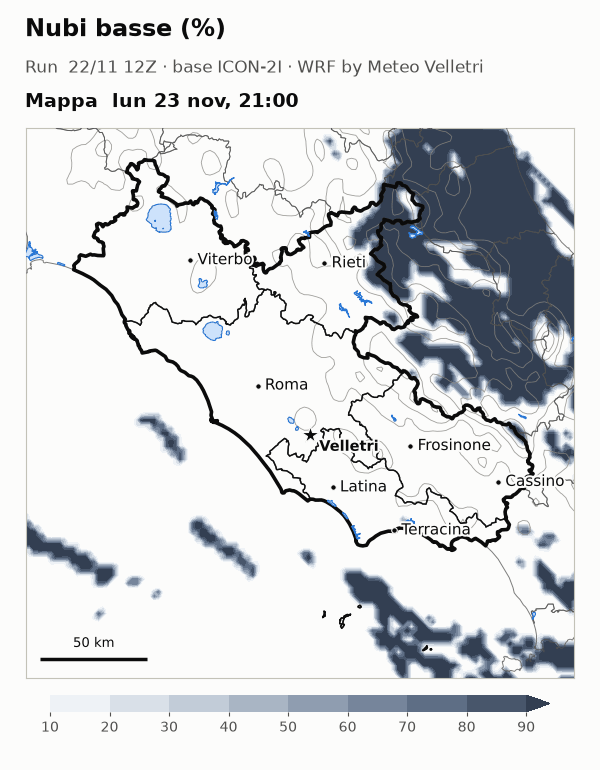 Nubi basse (%)
Run 22/11 12Z · base ICON-2I · WRF by Meteo Velletri
Mappa lun 23 nov, 21:00
Viterbo
Rieti
Roma
Velletri
Frosinone
Latina
Cassino
Terracina
50 km
10 20 30 40 50 60 70 80 90